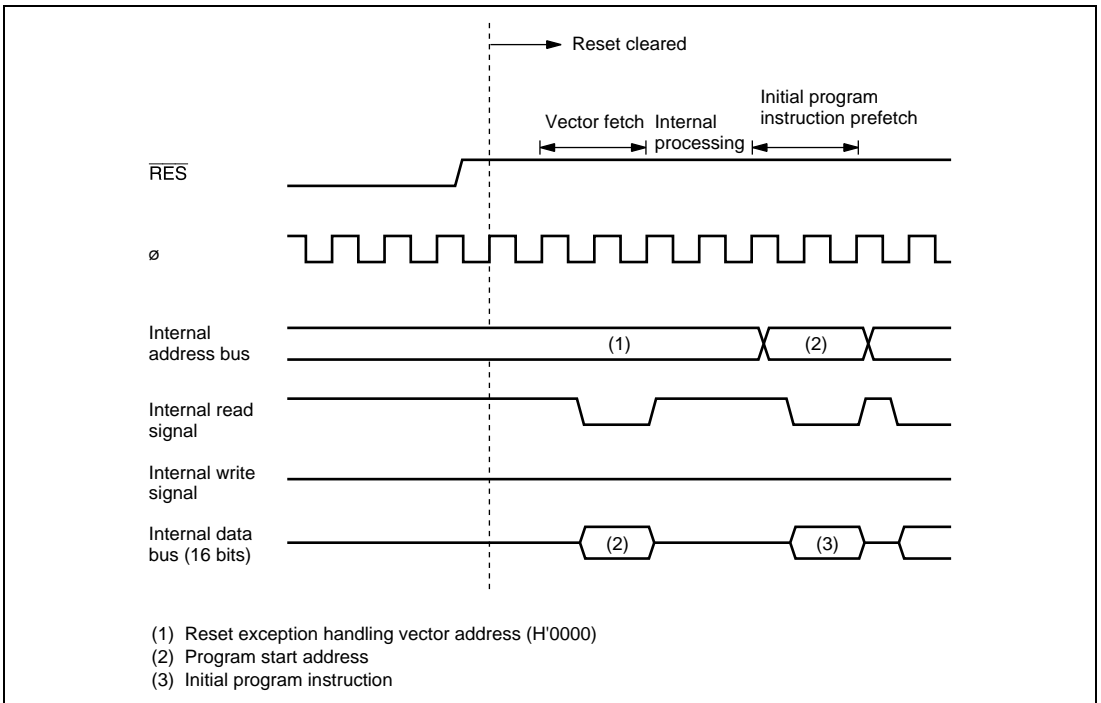 Reset cleared
Initial program
instruction prefetch
Vector fetch
Internal
processing
RES
ø
Internal
address bus
(1)
(2)
Internal read
signal
Internal write
signal
Internal data
bus (16 bits)
(2)
(3)
(1) Reset exception handling vector address (H'0000)
(2) Program start address
(3) Initial program instruction